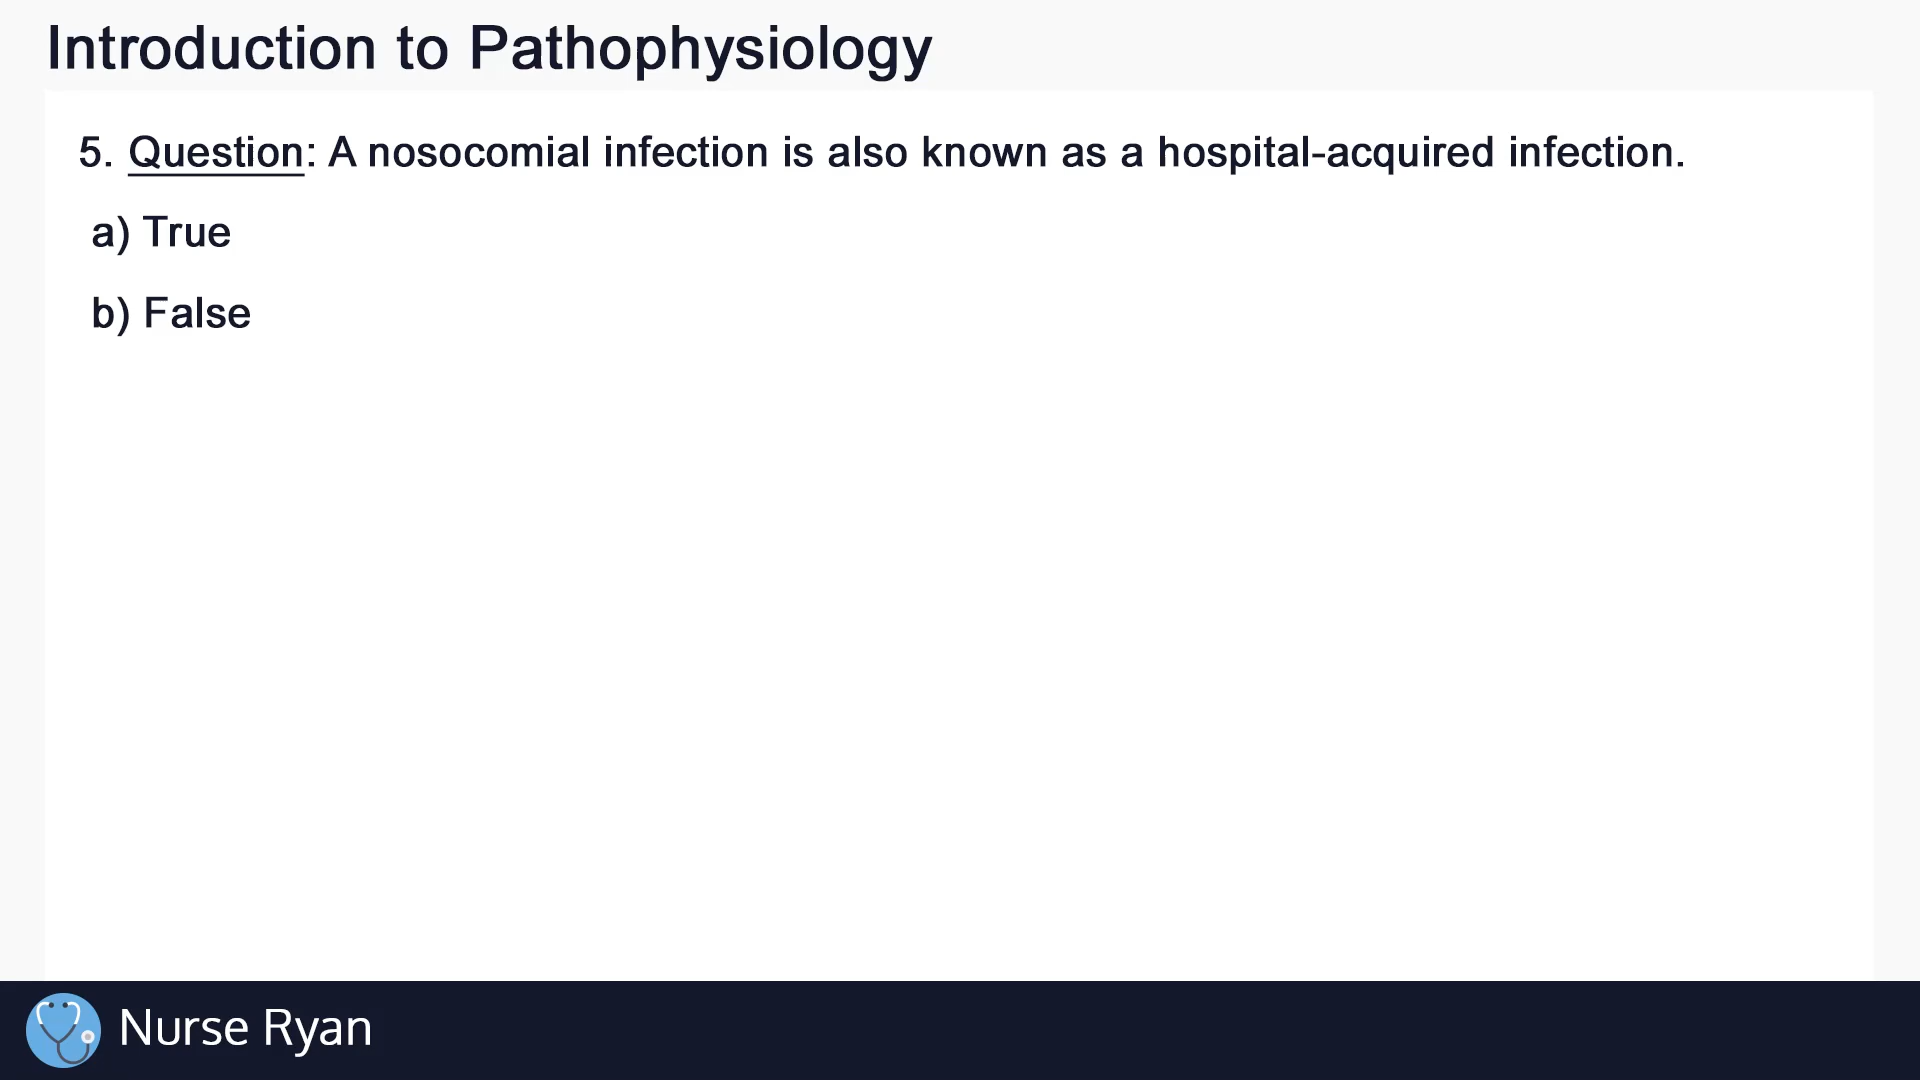 Introduction to Pathophysiology
5. Question: A nosocomial infection is also known as a hospital-acquired infection.
a) True
b) False
Nurse Ryan